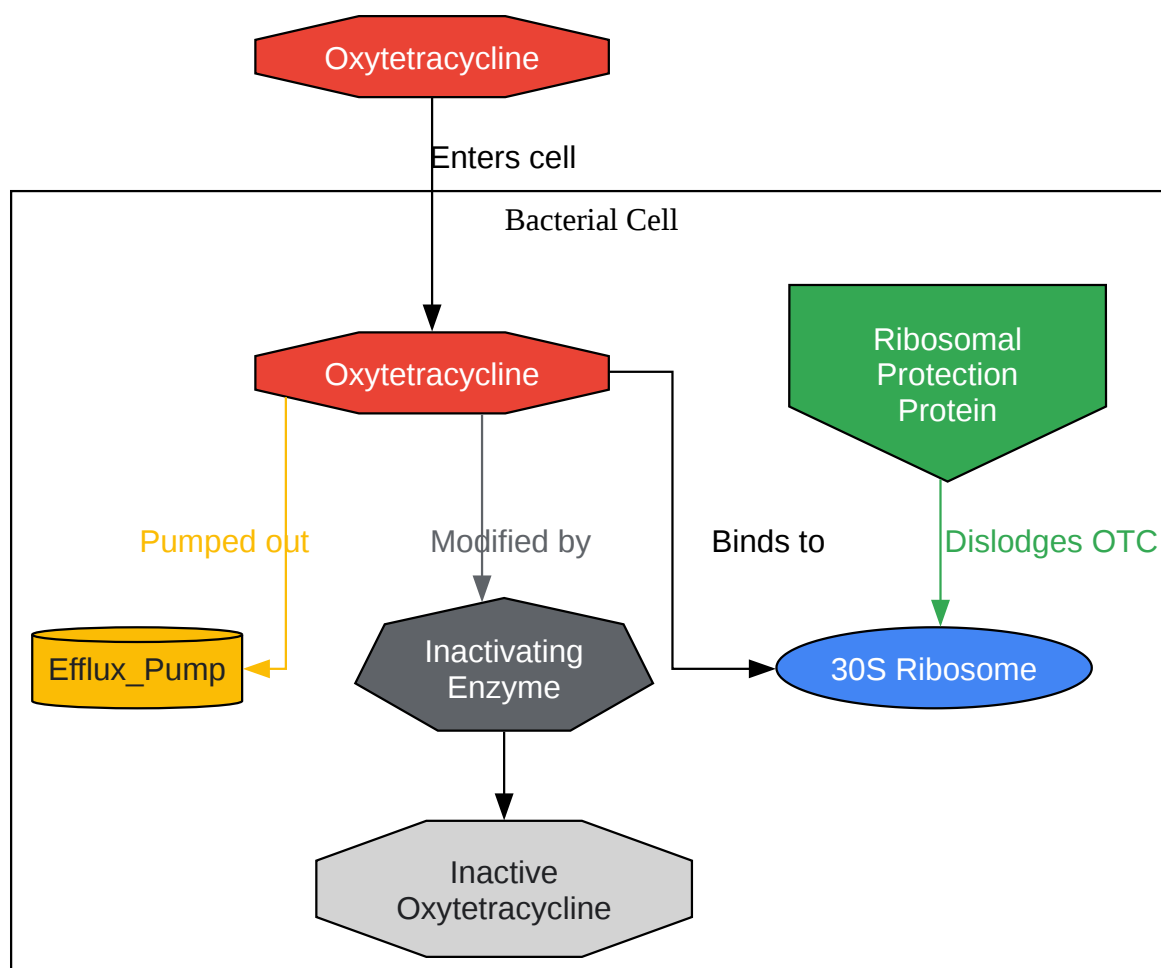 Oxytetracycline
Enters cell
Bacterial Cell
Ribosomal
Protection
Protein
Oxytetracycline
Pumped out
Modified by
Binds to
Dislodges OTC
Efflux_Pump
Inactivating
Enzyme
30S Ribosome
Inactive
Oxytetracycline